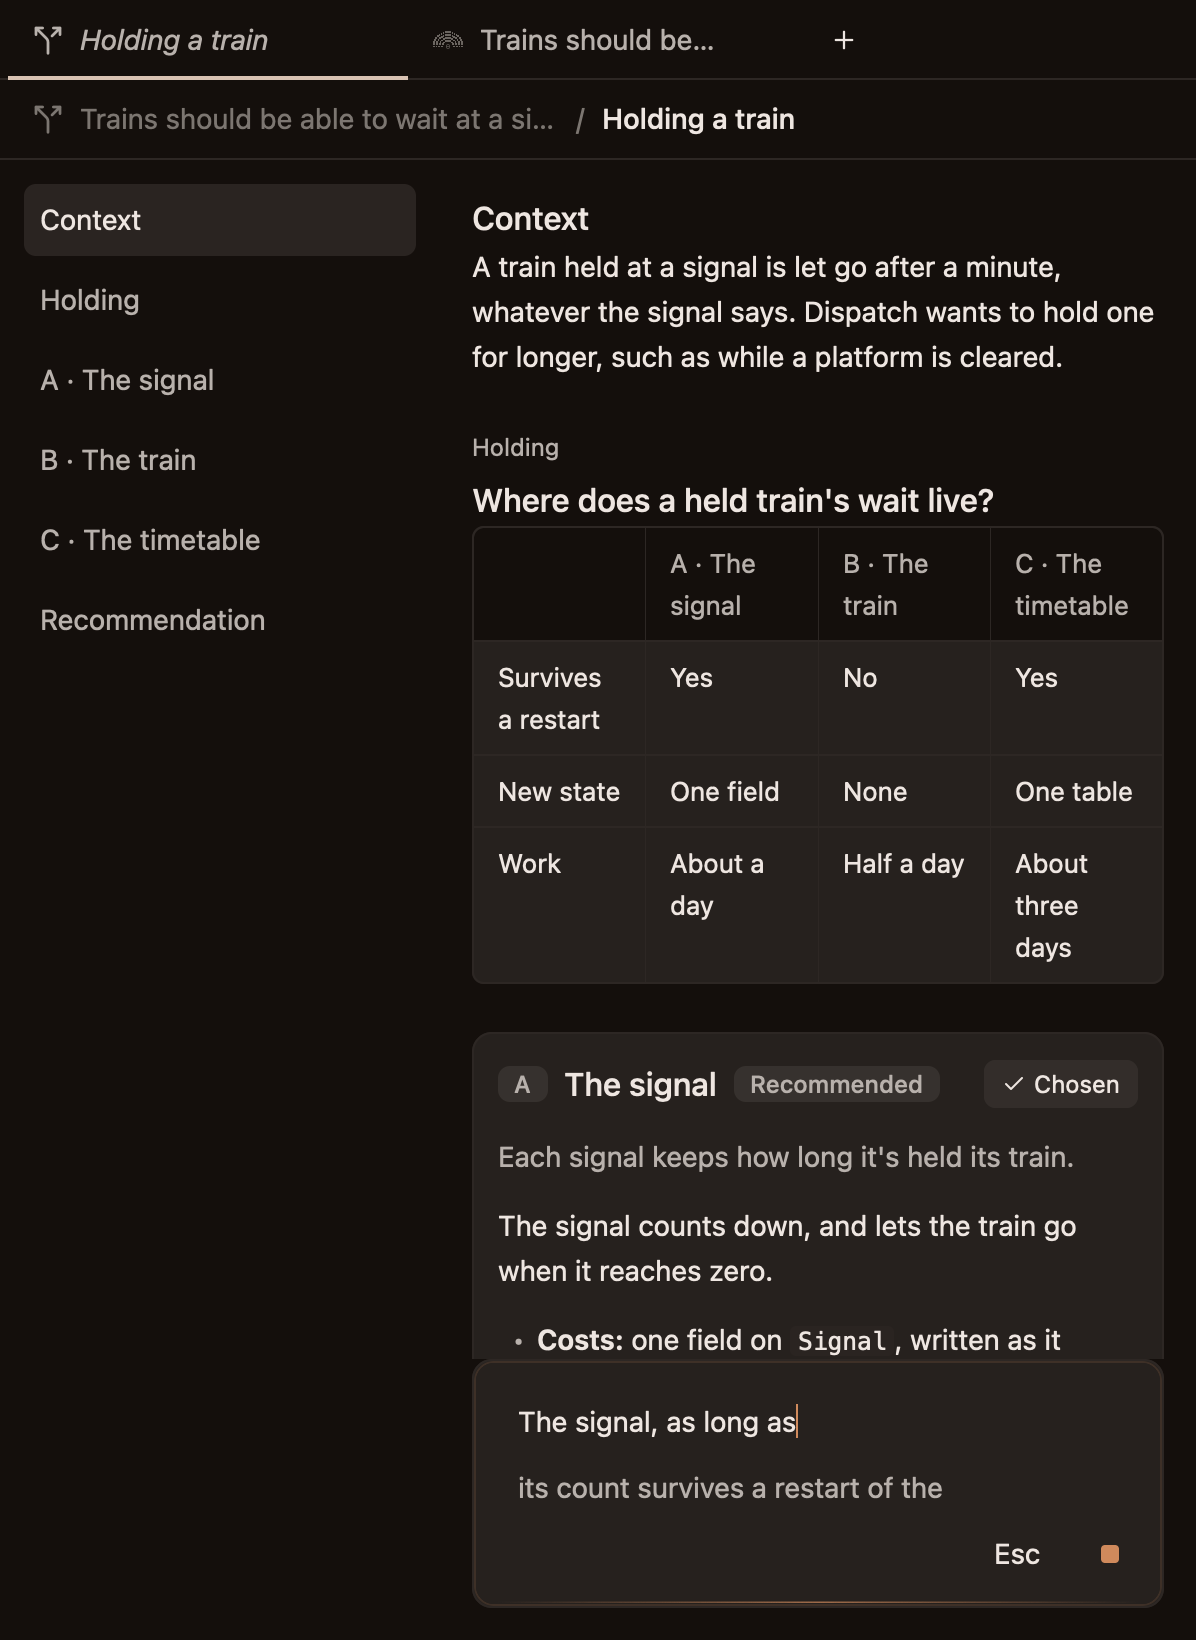 Holding a train
Trains should be...
+
Trains should be able to wait at a si... / Holding a train
Context
Holding
A · The signal
B · The train
C · The timetable
Recommendation
Context
A train held at a signal is let go after a minute,
whatever the signal says. Dispatch wants to hold one
for longer, such as while a platform is cleared.
Holding
Where does a held train's wait live?
A · The
signal
B · The
train
C · The
timetable
Survives
a restart
Yes
No
Yes
New state
One field
None
One table
Work
About a
day
Half a day
About
three
days
A The signal Recommended ✓ Chosen
Each signal keeps how long it's held its train.
The signal counts down, and lets the train go
when it reaches zero.
• Costs: one field on Signal, written as it
The signal, as long as
its count survives a restart of the
Esc